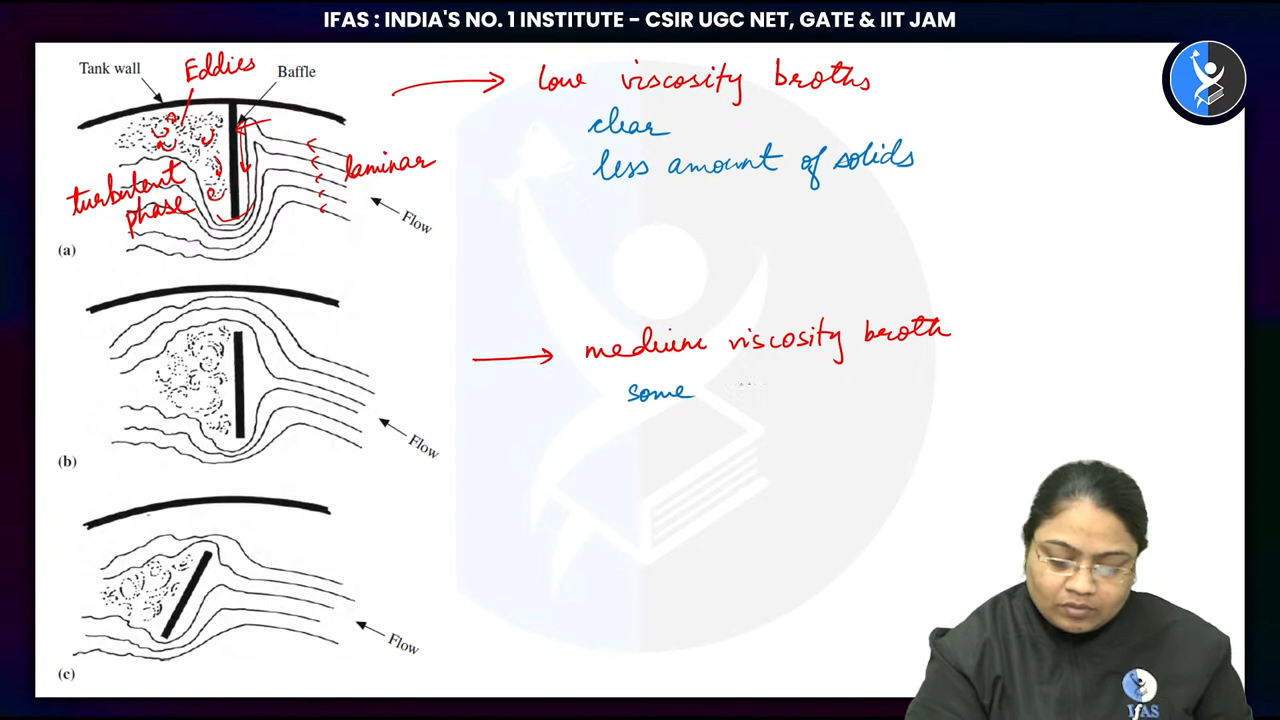 IFAS : INDIA'S NO. 1 INSTITUTE - CSIR UGC NET, GATE & IIT JAM
Tank wall
Eddies
Baffle
low viscosity broths
clear
less amount of solids
laminar
turbulent
phase
Flow
(a)
medium viscosity broth
some
Flow
(b)
Flow
(c)
IFAS